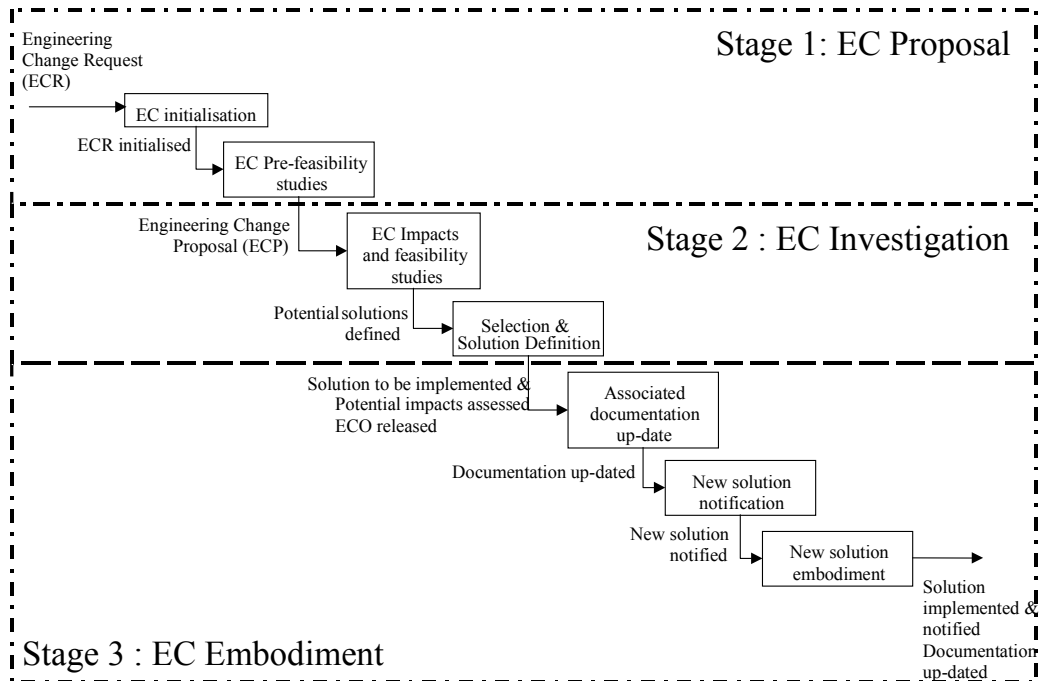 Engineering
Change Request
(ECR)
Stage 1: EC Proposal
EC initialisation
ECR initialised
EC Pre-feasibility
studies
Engineering Change
Proposal (ECP)
EC Impacts
and feasibility
studies
Stage 2 : EC Investigation
Potential solutions
defined
Selection &
Solution Definition
Solution to be implemented &
Potential impacts assessed
ECO released
Associated
documentation
up-date
Documentation up-dated
New solution
notification
New solution
notified
New solution
embodiment
Solution
implemented &
notified
Documentation
up-dated
Stage 3 : EC Embodiment